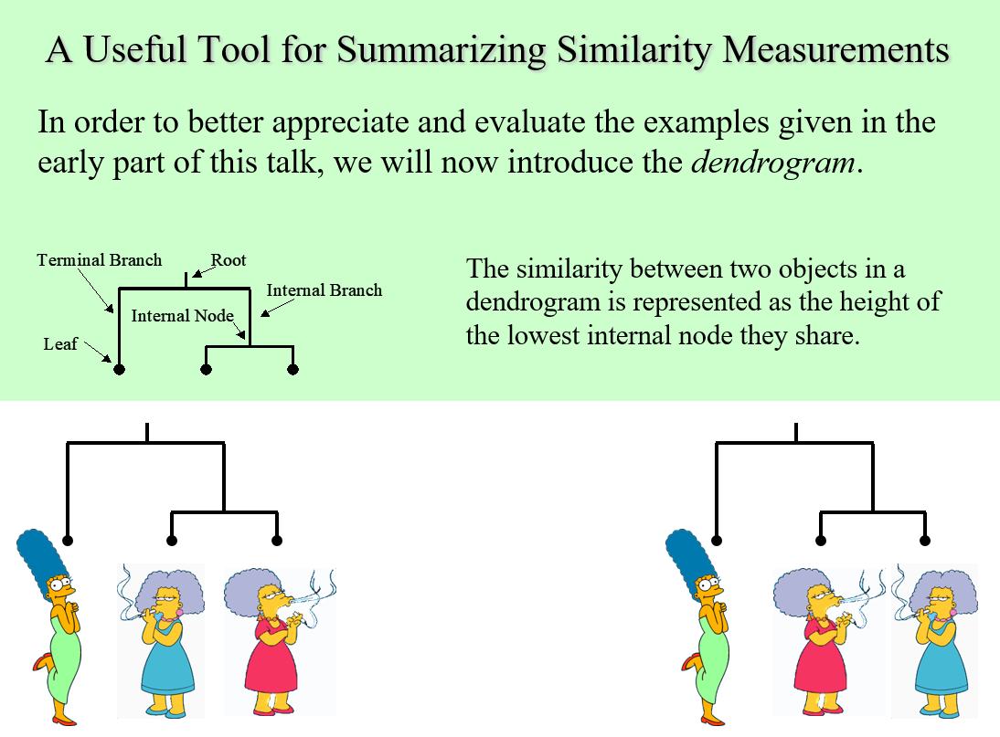 A Useful Tool for Summarizing Similarity Measurements
In order to better appreciate and evaluate the examples given in the
early part of this talk, we will now introduce the dendrogram.
Terminal Branch
Root
Internal Branch
Internal Node
Leaf
The similarity between two objects in a
dendrogram is represented as the height of
the lowest internal node they share.